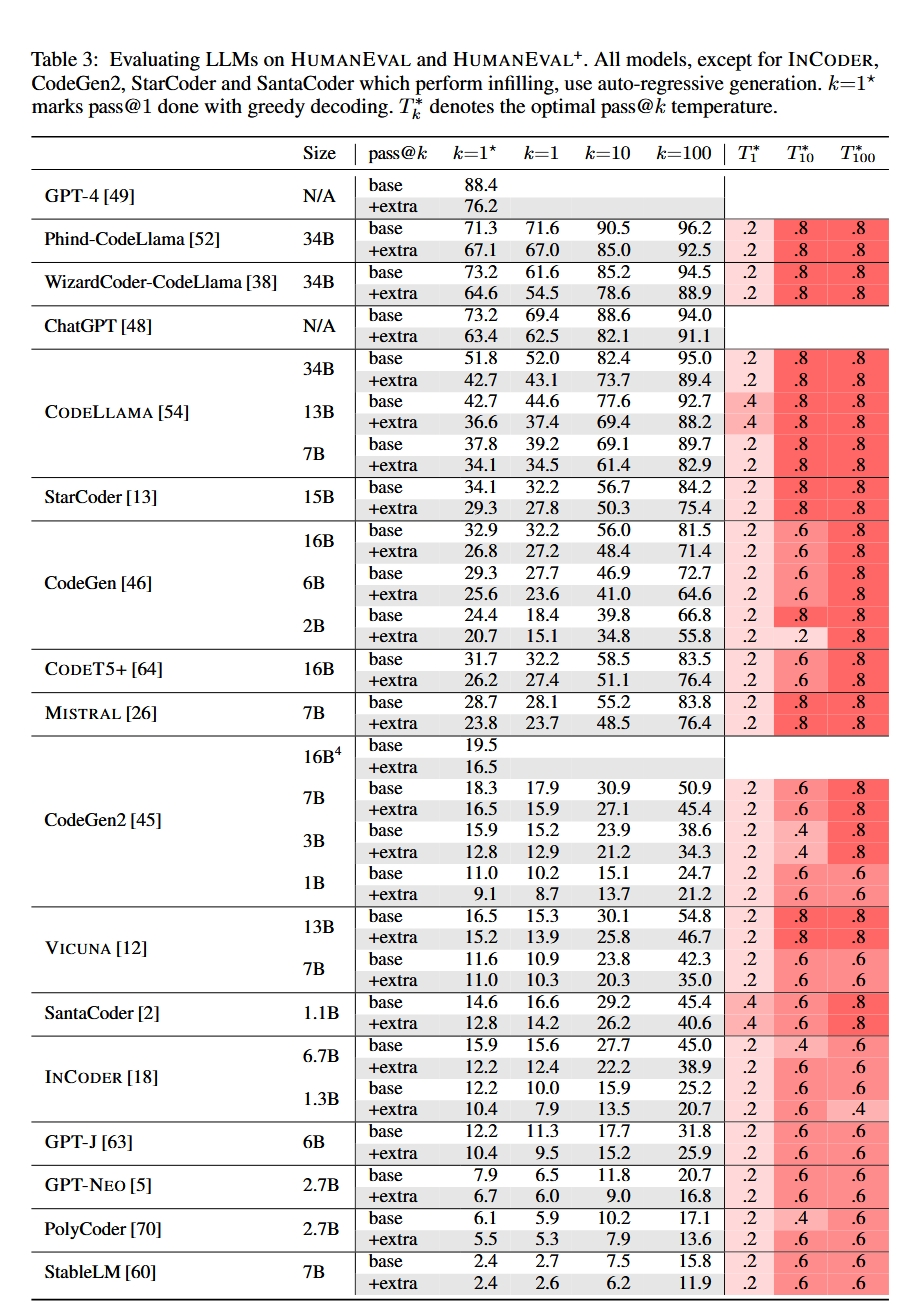 Table 3: Evaluating LLMs on HUMANEVAL and HUMANEVAL⁺. All models, except for INCODER,
CodeGen2, StarCoder and SantaCoder which perform infilling, use auto-regressive generation. k=1*
marks pass@1 done with greedy decoding. T*ₖ denotes the optimal pass@k temperature.
Size pass@k k=1* k=1 k=10 k=100 T*₁ T*₁₀ T*₁₀₀
GPT-4 [49] N/A base 88.4
+extra 76.2
Phind-CodeLlama [52] 34B base 71.3 71.6 90.5 96.2 .2 .8 .8
+extra 67.1 67.0 85.0 92.5 .2 .8 .8
WizardCoder-CodeLlama [38] 34B base 73.2 61.6 85.2 94.5 .2 .8 .8
+extra 64.6 54.5 78.6 88.9 .2 .8 .8
ChatGPT [48] N/A base 73.2 69.4 88.6 94.0
+extra 63.4 62.5 82.1 91.1
CODELLAMA [54] 34B base 51.8 52.0 82.4 95.0 .2 .8 .8
+extra 42.7 43.1 73.7 89.4 .2 .8 .8
13B base 42.7 44.6 77.6 92.7 .4 .8 .8
+extra 36.6 37.4 69.4 88.2 .4 .8 .8
7B base 37.8 39.2 69.1 89.7 .2 .8 .8
+extra 34.1 34.5 61.4 82.9 .2 .8 .8
StarCoder [13] 15B base 34.1 32.2 56.7 84.2 .2 .8 .8
+extra 29.3 27.8 50.3 75.4 .2 .8 .8
CodeGen [46] 16B base 32.9 32.2 56.0 81.5 .2 .6 .8
+extra 26.8 27.2 48.4 71.4 .2 .6 .8
6B base 29.3 27.7 46.9 72.7 .2 .6 .8
+extra 25.6 23.6 41.0 64.6 .2 .6 .8
2B base 24.4 18.4 39.8 66.8 .2 .8 .8
+extra 20.7 15.1 34.8 55.8 .2 .2 .8
CODET5+ [64] 16B base 31.7 32.2 58.5 83.5 .2 .6 .8
+extra 26.2 27.4 51.1 76.4 .2 .6 .8
MISTRAL [26] 7B base 28.7 28.1 55.2 83.8 .2 .8 .8
+extra 23.8 23.7 48.5 76.4 .2 .8 .8
CodeGen2 [45] 16B⁴ base 19.5
+extra 16.5
7B base 18.3 17.9 30.9 50.9 .2 .6 .8
+extra 16.5 15.9 27.1 45.4 .2 .6 .8
3B base 15.9 15.2 23.9 38.6 .2 .4 .8
+extra 12.8 12.9 21.2 34.3 .2 .4 .8
1B base 11.0 10.2 15.1 24.7 .2 .6 .6
+extra 9.1 8.7 13.7 21.2 .2 .6 .6
VICUNA [12] 13B base 16.5 15.3 30.1 54.8 .2 .8 .8
+extra 15.2 13.9 25.8 46.7 .2 .8 .8
7B base 11.6 10.9 23.8 42.3 .2 .6 .6
+extra 11.0 10.3 20.3 35.0 .2 .6 .6
SantaCoder [2] 1.1B base 14.6 16.6 29.2 45.4 .4 .6 .8
+extra 12.8 14.2 26.2 40.6 .4 .6 .8
INCODER [18] 6.7B base 15.9 15.6 27.7 45.0 .2 .4 .6
+extra 12.2 12.4 22.2 38.9 .2 .6 .6
1.3B base 12.2 10.0 15.9 25.2 .2 .6 .6
+extra 10.4 7.9 13.5 20.7 .2 .6 .4
GPT-J [63] 6B base 12.2 11.3 17.7 31.8 .2 .6 .6
+extra 10.4 9.5 15.2 25.9 .2 .6 .6
GPT-NEO [5] 2.7B base 7.9 6.5 11.8 20.7 .2 .6 .6
+extra 6.7 6.0 9.0 16.8 .2 .6 .6
PolyCoder [70] 2.7B base 6.1 5.9 10.2 17.1 .2 .4 .6
+extra 5.5 5.3 7.9 13.6 .2 .6 .6
StableLM [60] 7B base 2.4 2.7 7.5 15.8 .2 .6 .6
+extra 2.4 2.6 6.2 11.9 .2 .6 .6